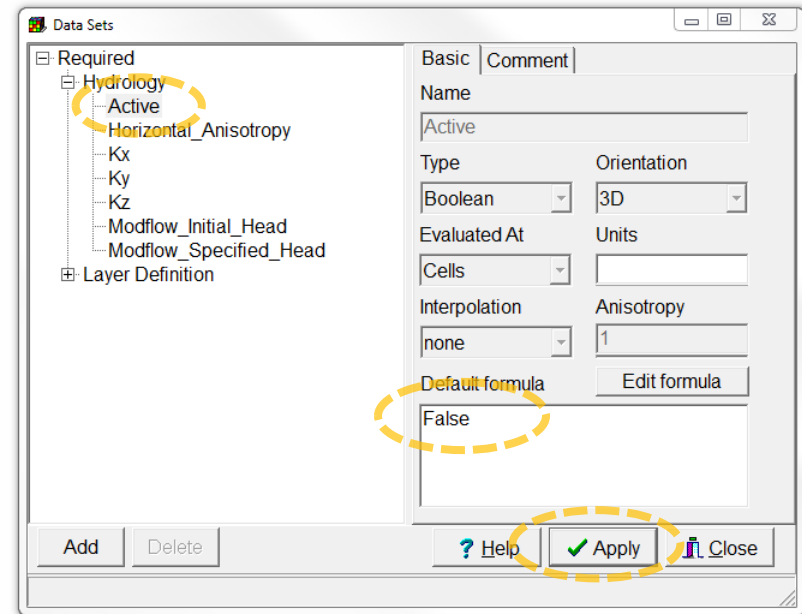 Data Sets
Required
Hydrology
Active
Horizontal_Anisotropy
Kx
Ky
Kz
Modflow_Initial_Head
Modflow_Specified_Head
Layer Definition
Basic Comment
Name
Active
Type Orientation
Boolean 3D
Evaluated At Units
Cells
Interpolation Anisotropy
none 1
Default formula Edit formula
False
Add Delete ? Help Apply Close